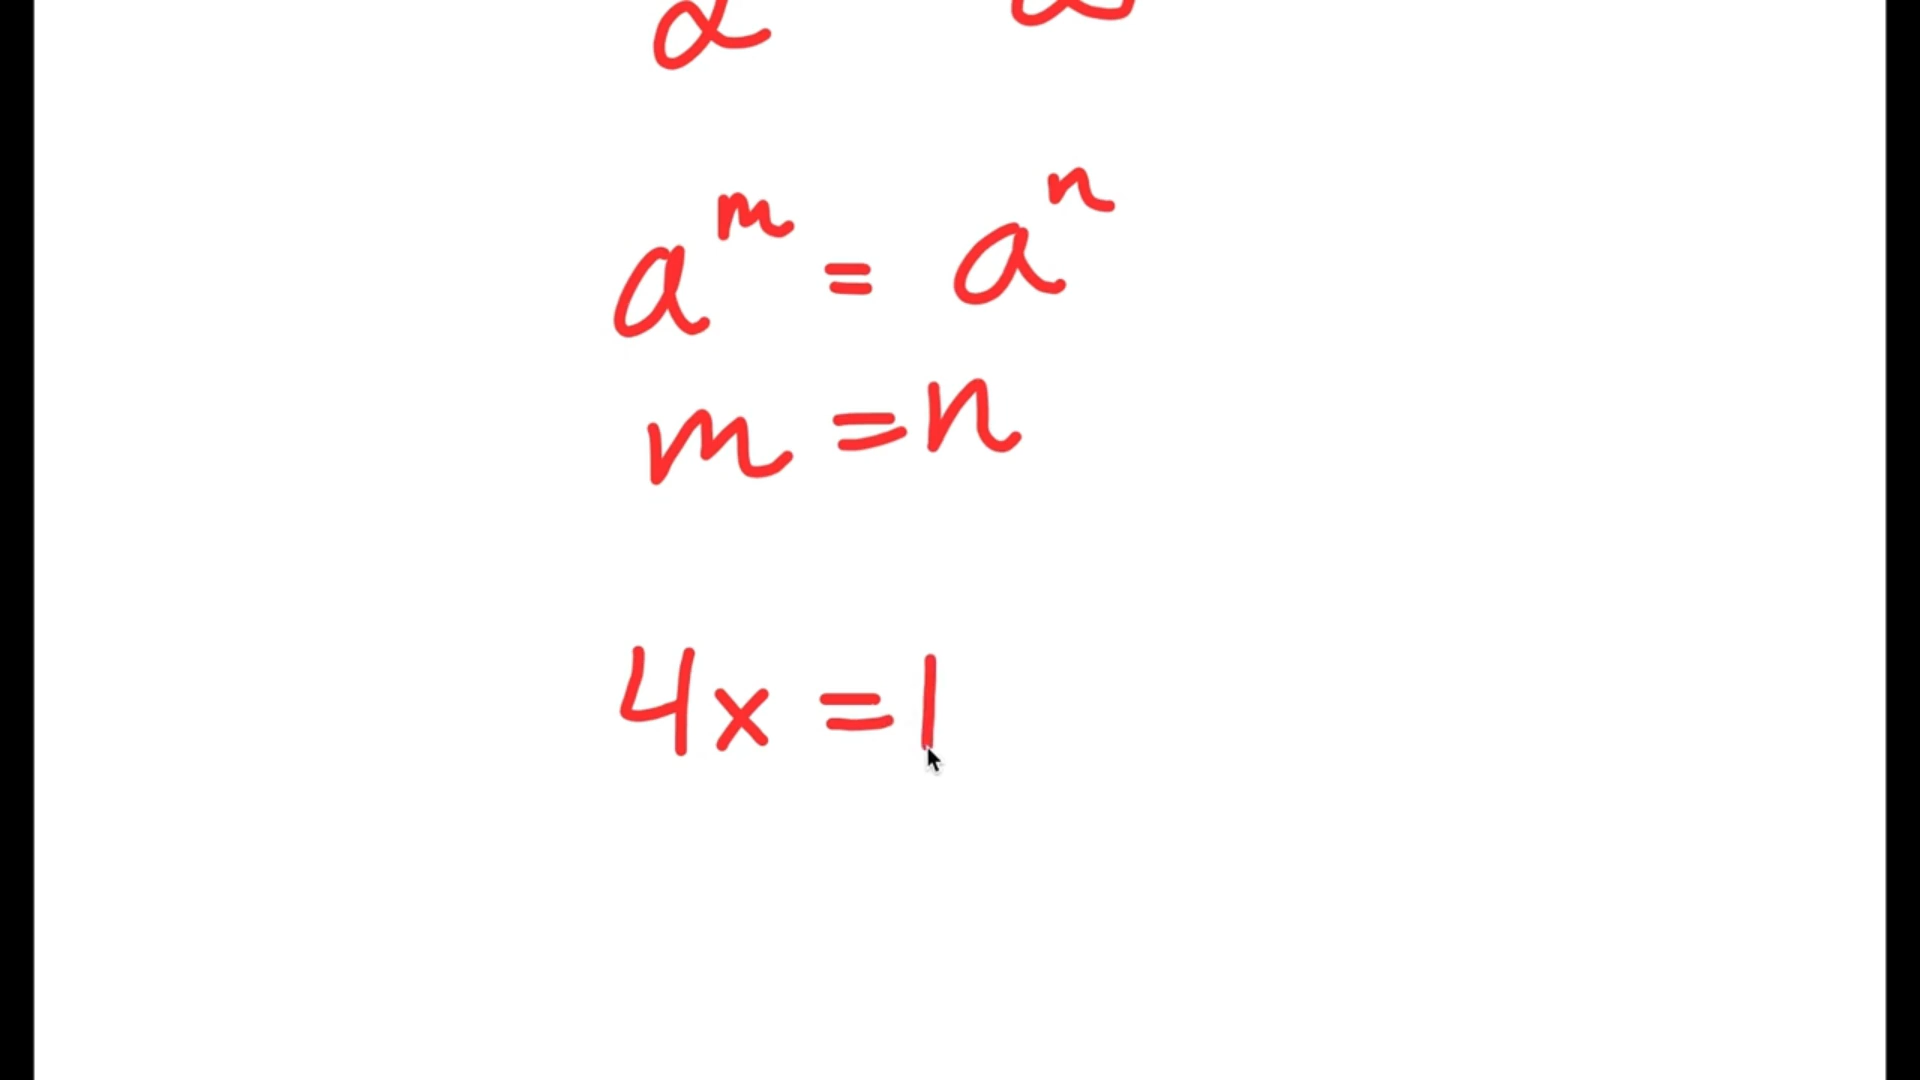 a^m = a^n
m = n
4x = 1